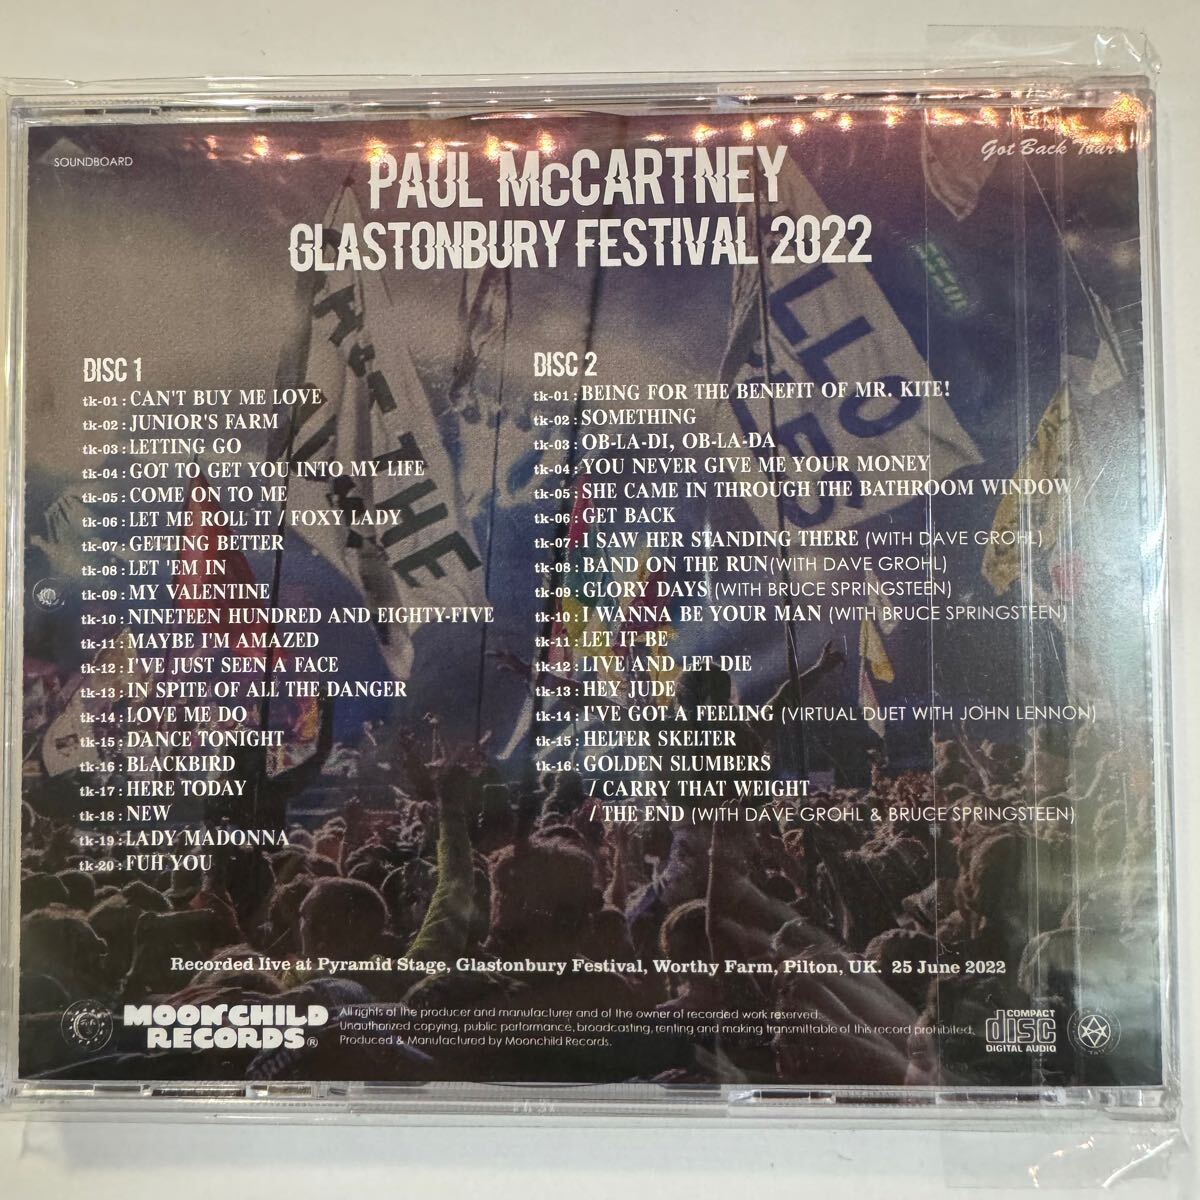 SOUNDBOARD
Got Back Tour
PAUL McCARTNEY
GLASTONBURY FESTIVAL 2022
DISC 1
tk-01 : CAN'T BUY ME LOVE
tk-02 : JUNIOR'S FARM
tk-03 : LETTING GO
tk-04 : GOT TO GET YOU INTO MY LIFE
tk-05 : COME ON TO ME
tk-06 : LET ME ROLL IT / FOXY LADY
tk-07 : GETTING BETTER
tk-08 : LET 'EM IN
tk-09 : MY VALENTINE
tk-10 : NINETEEN HUNDRED AND EIGHTY-FIVE
tk-11 : MAYBE I'M AMAZED
tk-12 : I'VE JUST SEEN A FACE
tk-13 : IN SPITE OF ALL THE DANGER
tk-14 : LOVE ME DO
tk-15 : DANCE TONIGHT
tk-16 : BLACKBIRD
tk-17 : HERE TODAY
tk-18 : NEW
tk-19 : LADY MADONNA
tk-20 : FUH YOU
DISC 2
tk-01 : BEING FOR THE BENEFIT OF MR. KITE!
tk-02 : SOMETHING
tk-03 : OB-LA-DI, OB-LA-DA
tk-04 : YOU NEVER GIVE ME YOUR MONEY
tk-05 : SHE CAME IN THROUGH THE BATHROOM WINDOW
tk-06 : GET BACK
tk-07 : I SAW HER STANDING THERE (WITH DAVE GROHL)
tk-08 : BAND ON THE RUN(WITH DAVE GROHL)
tk-09 : GLORY DAYS (WITH BRUCE SPRINGSTEEN)
tk-10 : I WANNA BE YOUR MAN (WITH BRUCE SPRINGSTEEN)
tk-11 : LET IT BE
tk-12 : LIVE AND LET DIE
tk-13 : HEY JUDE
tk-14 : I'VE GOT A FEELING (VIRTUAL DUET WITH JOHN LENNON)
tk-15 : HELTER SKELTER
tk-16 : GOLDEN SLUMBERS
/ CARRY THAT WEIGHT
/ THE END (WITH DAVE GROHL & BRUCE SPRINGSTEEN)
Recorded live at Pyramid Stage, Glastonbury Festival, Worthy Farm, Pilton, UK. 25 June 2022
MOONCHILD
RECORDS®
All rights of the producer and manufacturer and of the owner of recorded work reserved.
Unauthorized copying, public performance, broadcasting, renting and making transmittable of this record prohibited.
Produced & Manufactured by Moonchild Records.
COMPACT
disc
DIGITAL AUDIO